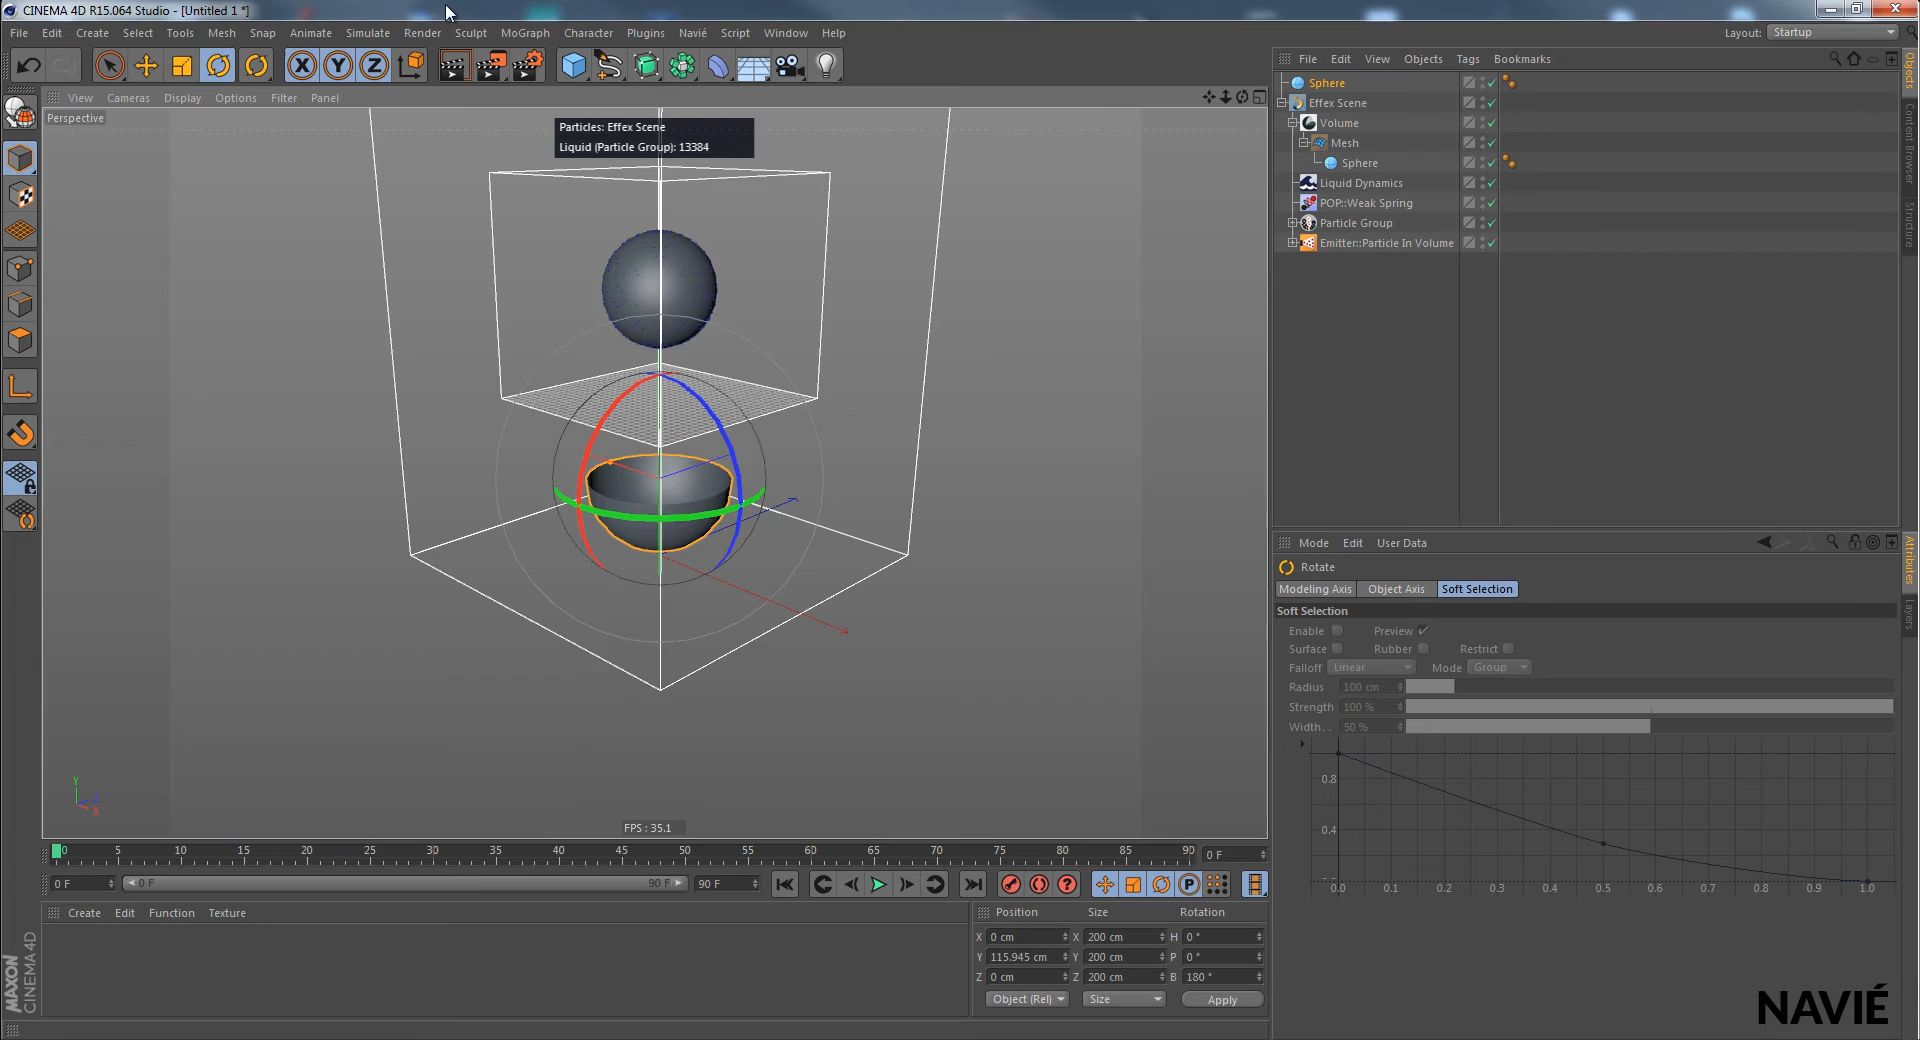 CINEMA 4D R15.064 Studio - [Untitled 1 *]
File Edit Create Select Tools Mesh Snap Animate Simulate Render Sculpt MoGraph Character Plugins Navié Script Window Help
Layout: Startup
View Cameras Display Options Filter Panel
Perspective
Particles: Effex Scene
Liquid (Particle Group): 13384
Y
Z
X
FPS : 35.1
0 5 10 15 20 25 30 35 40 45 50 55 60 65 70 75 80 85 90
0 F
0 F
0 F
90 F
90 F
Create Edit Function Texture
MAXON
CINEMA 4D
Position Size Rotation
X 0 cm X 200 cm H 0 °
Y 115.945 cm Y 200 cm P 0 °
Z 0 cm Z 200 cm B 180 °
Object (Rel) Size Apply
File Edit View Objects Tags Bookmarks
Sphere
Effex Scene
Volume
Mesh
Sphere
Liquid Dynamics
POP::Weak Spring
Particle Group
Emitter::Particle In Volume
Objects
Content Browser
Structure
Mode Edit User Data
Rotate
Modeling Axis Object Axis Soft Selection
Soft Selection
Enable Preview
Surface Rubber Restrict
Falloff Linear Mode Group
Radius 100 cm
Strength 100 %
Width. . 50 %
0.8
0.4
0.0 0.1 0.2 0.3 0.4 0.5 0.6 0.7 0.8 0.9 1.0
Attributes
Layers
NAVIÉ